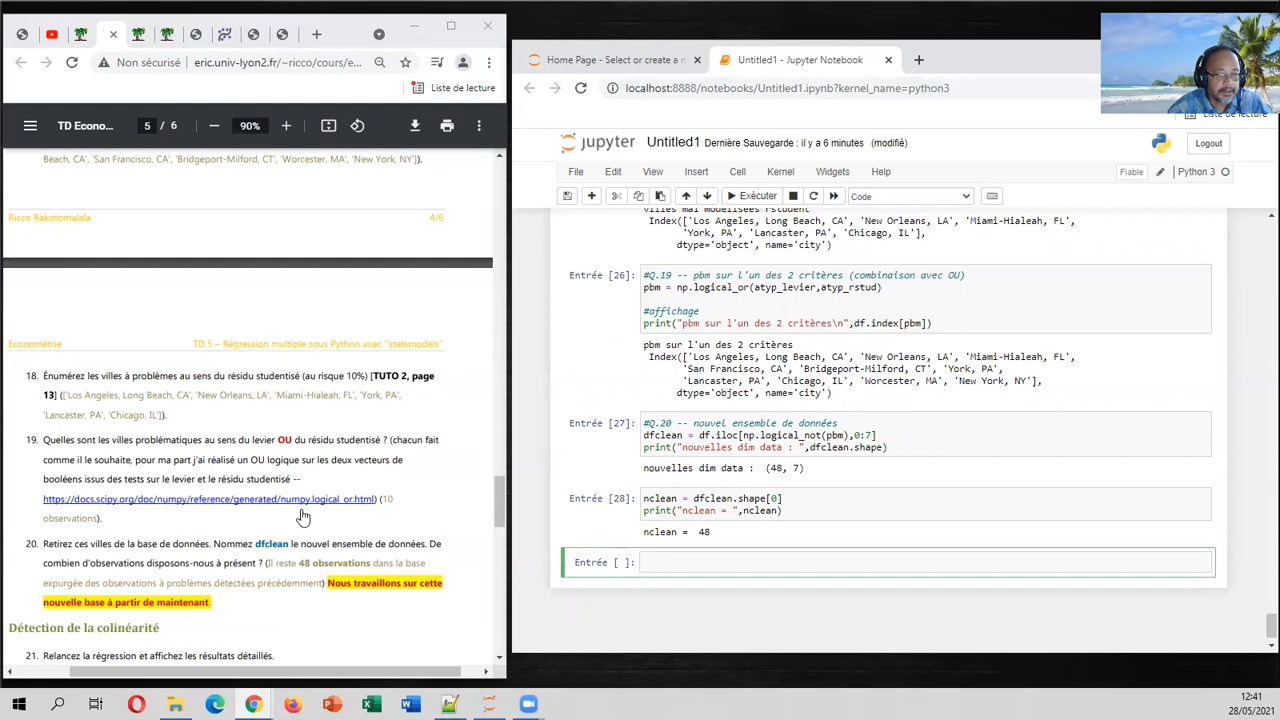 Non sécurisé
eric.univ-lyon2.fr/~ricco/cours/e...
Liste de lecture
TD Econo...
5 / 6
90%
Beach, CA', 'San Francisco, CA', 'Bridgeport-Milford, CT', 'Worcester, MA', 'New York, NY']).
Ricco Rakotomalala
4/6
Econométrie
TD 5 – Régression multiple sous Python avec "statsmodels"
18. Énumérez les villes à problèmes au sens du résidu studentisé (au risque 10%) [TUTO 2, page
13] (['Los Angeles, Long Beach, CA', 'New Orleans, LA', 'Miami-Hialeah, FL', 'York, PA',
'Lancaster, PA', 'Chicago, IL']).
19. Quelles sont les villes problématiques au sens du levier OU du résidu studentisé ? (chacun fait
comme il le souhaite, pour ma part j'ai réalisé un OU logique sur les deux vecteurs de
booléens issus des tests sur le levier et le résidu studentisé --
https://docs.scipy.org/doc/numpy/reference/generated/numpy.logical_or.html) (10
observations).
20. Retirez ces villes de la base de données. Nommez dfclean le nouvel ensemble de données. De
combien d'observations disposons-nous à présent ? (Il reste 48 observations dans la base
expurgée des observations à problèmes détectées précédemment) Nous travaillons sur cette
nouvelle base à partir de maintenant.
Détection de la colinéarité
21. Relancez la régression et affichez les résultats détaillés.
Home Page - Select or create a n
Untitled1 - Jupyter Notebook
localhost:8888/notebooks/Untitled1.ipynb?kernel_name=python3
Liste de lecture
jupyter
Untitled1 Dernière Sauvegarde : il y a 6 minutes (modifié)
Logout
File Edit View Insert Cell Kernel Widgets Help
Fiable
Python 3
Exécuter
Code
villes mal modélisées rstudent
Index(['Los Angeles, Long Beach, CA', 'New Orleans, LA', 'Miami-Hialeah, FL',
'York, PA', 'Lancaster, PA', 'Chicago, IL'],
dtype='object', name='city')
Entrée [26]:
#Q.19 -- pbm sur l'un des 2 critères (combinaison avec OU)
pbm = np.logical_or(atyp_levier,atyp_rstud)
#affichage
print("pbm sur l'un des 2 critères\n",df.index[pbm])
pbm sur l'un des 2 critères
Index(['Los Angeles, Long Beach, CA', 'New Orleans, LA', 'Miami-Hialeah, FL',
'San Francisco, CA', 'Bridgeport-Milford, CT', 'York, PA',
'Lancaster, PA', 'Chicago, IL', 'Worcester, MA', 'New York, NY'],
dtype='object', name='city')
Entrée [27]:
#Q.20 -- nouvel ensemble de données
dfclean = df.iloc[np.logical_not(pbm),0:7]
print("nouvelles dim data : ",dfclean.shape)
nouvelles dim data :  (48, 7)
Entrée [28]:
nclean = dfclean.shape[0]
print("nclean = ",nclean)
nclean =  48
Entrée [ ]:
12:41
28/05/2021